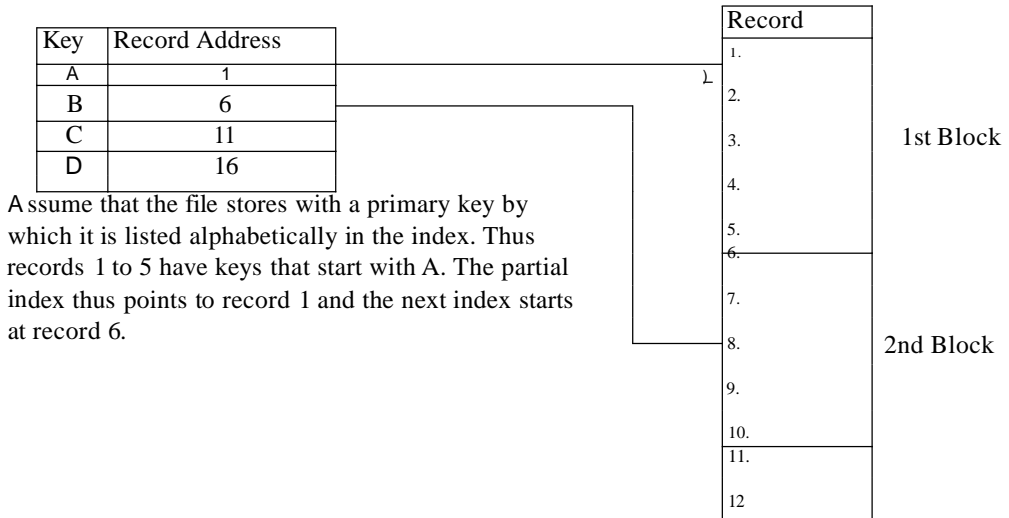 Key Record Address
A 1
B 6
C 11
D 16
Assume that the file stores with a primary key by
which it is listed alphabetically in the index. Thus
records 1 to 5 have keys that start with A. The partial
index thus points to record 1 and the next index starts
at record 6.
Record
1.
2.
3.
4.
5.
6.
7.
8.
9.
10.
11.
12
1st Block
2nd Block